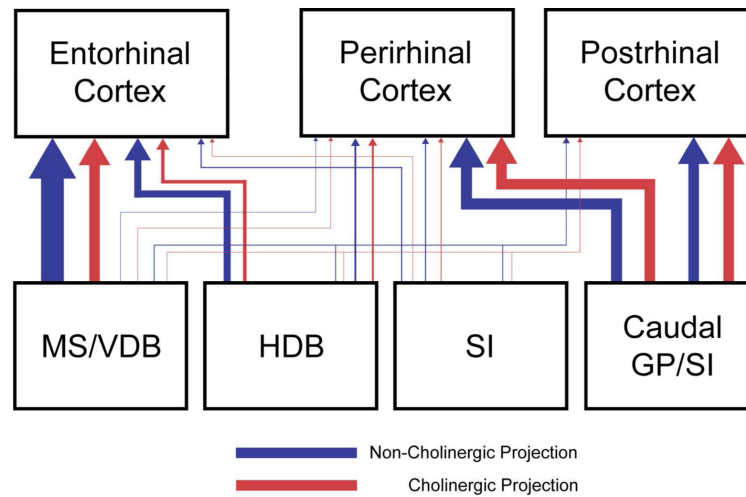 Entorhinal
Cortex
Perirhinal
Cortex
Postrhinal
Cortex
MS/VDB
HDB
SI
Caudal
GP/SI
Non-Cholinergic Projection
Cholinergic Projection